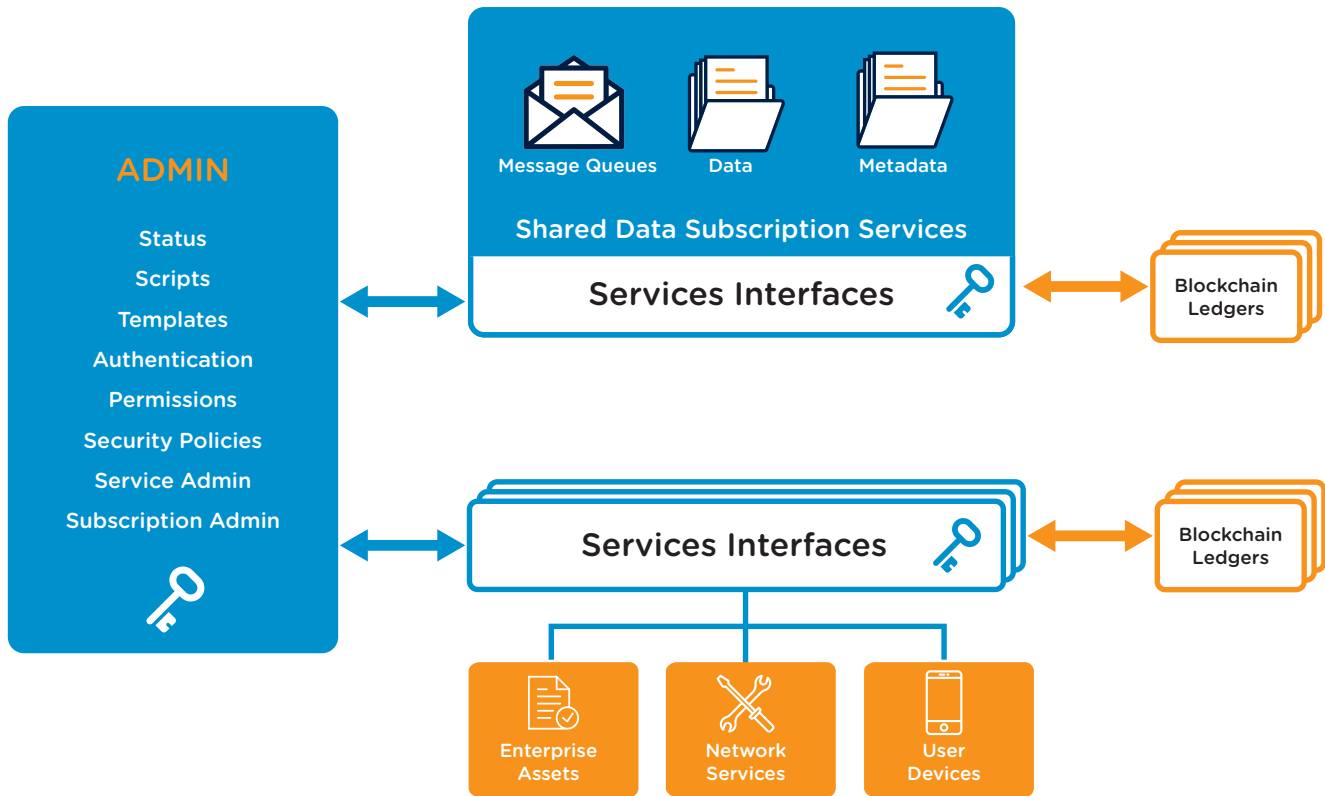 ADMIN
Status
Scripts
Templates
Authentication
Permissions
Security Policies
Service Admin
Subscription Admin
Message Queues
Data
Metadata
Shared Data Subscription Services
Services Interfaces
Blockchain
Ledgers
Services Interfaces
Blockchain
Ledgers
Enterprise
Assets
Network
Services
User
Devices